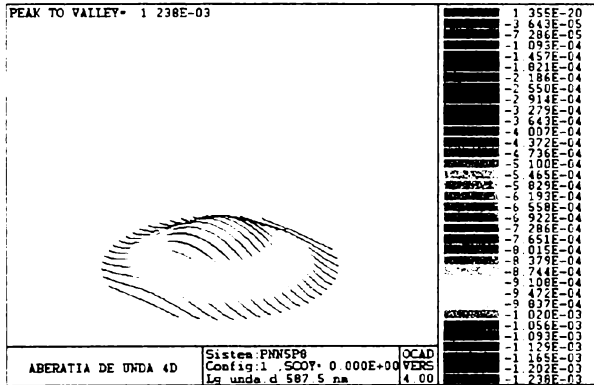 PEAK TO VALLEY= 1 238E-03
1 355E-20
-3 643E-05
-7 286E-05
-1 093E-04
-1 457E-04
-1 821E-04
-2 186E-04
-2 550E-04
-2 914E-04
-3 279E-04
-3 643E-04
-4 007E-04
-4 372E-04
-4 736E-04
-5 100E-04
-5 465E-04
-5 829E-04
-6 193E-04
-6 558E-04
-6 922E-04
-7 286E-04
-7 651E-04
-8 015E-04
-8 379E-04
-8 744E-04
-9 108E-04
-9 472E-04
-9 837E-04
-1 020E-03
-1 056E-03
-1 093E-03
-1 129E-03
-1 165E-03
-1 202E-03
-1 238E-03
ABERATIA DE UNDA 4D
Sistem:PNNSP8
Config:1 ,SCOY= 0.000E+00
Lg unda.d 587.5 nm
OCAD
VERS
4.00